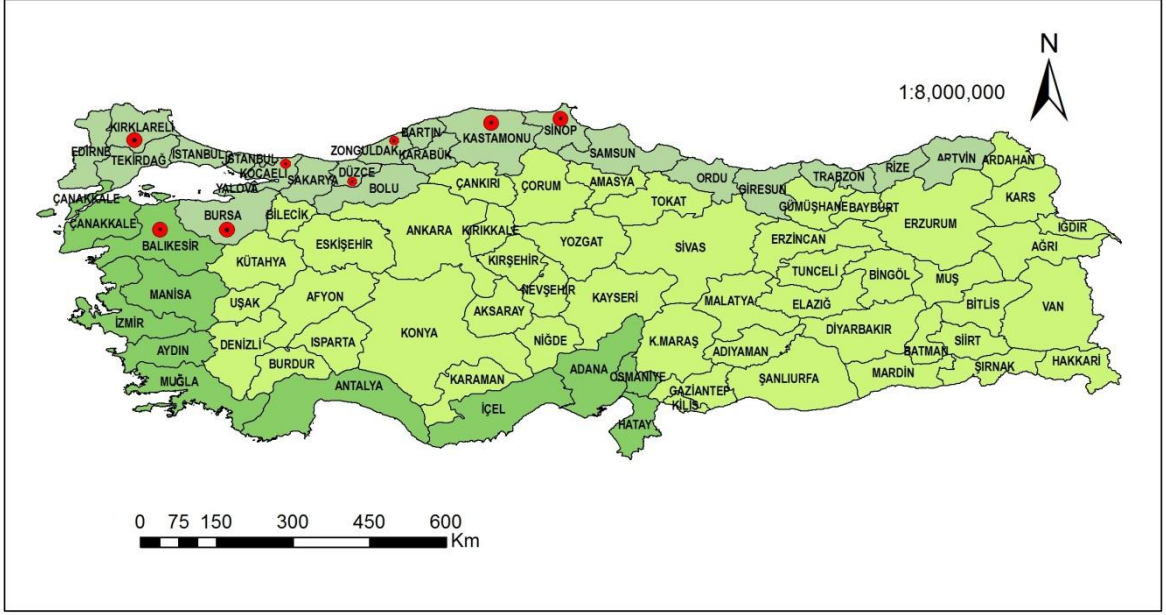 N
1:8,000,000
KIRKLARELİ
EDİRNE
TEKİRDAĞ
İSTANBUL
İSTANBUL
KOCAELİ
YALOVA
SAKARYA
DÜZCE
BOLU
ZONGULDAK
BARTIN
KARABÜK
KASTAMONU
SİNOP
SAMSUN
ORDU
GİRESUN
TRABZON
RİZE
ARTVİN
ARDAHAN
ÇANAKKALE
ÇANAKKALE
BALIKESİR
BURSA
BİLECİK
ESKİŞEHİR
ANKARA
ÇANKIRI
ÇORUM
AMASYA
TOKAT
GÜMÜŞHANE
BAYBURT
ERZURUM
KARS
IĞDIR
AĞRI
KÜTAHYA
KIRIKKALE
KIRŞEHİR
YOZGAT
SİVAS
ERZİNCAN
TUNCELİ
BİNGÖL
MUŞ
BİTLİS
VAN
MANİSA
UŞAK
AFYON
KONYA
AKSARAY
NEVŞEHİR
KAYSERİ
MALATYA
ELAZIĞ
DİYARBAKIR
BATMAN
SİİRT
HAKKARİ
İZMİR
AYDIN
DENİZLİ
ISPARTA
BURDUR
NİĞDE
K.MARAŞ
ADIYAMAN
ŞANLIURFA
MARDİN
ŞIRNAK
MUĞLA
ANTALYA
KARAMAN
İÇEL
ADANA
OSMANİYE
GAZİANTEP
KİLİS
HATAY
0 75 150 300 450 600
Km